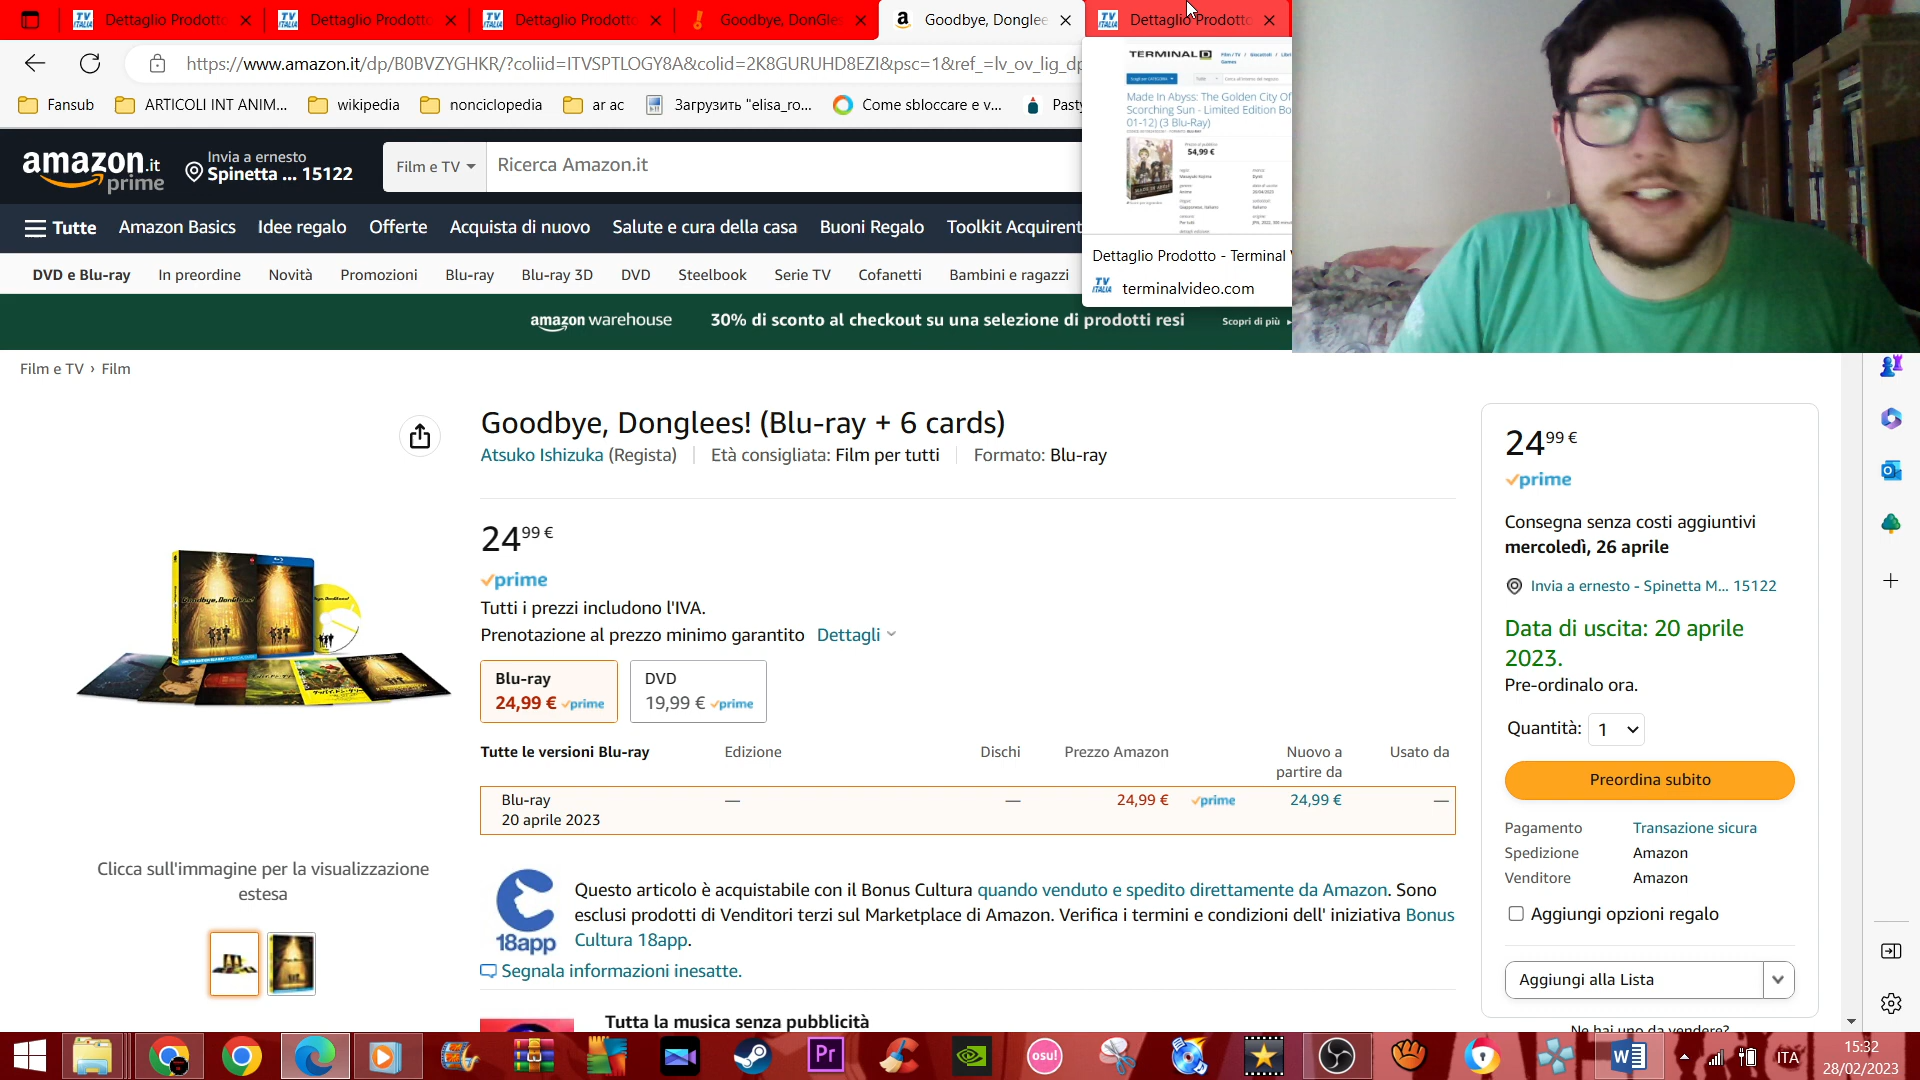 Dettaglio Prodotto
Dettaglio Prodotto
Dettaglio Prodotto
Goodbye, DonGle
Goodbye, Donglee
Dettaglio Prodotto
https://www.amazon.it/dp/B0BVZYGHKR/?coliid=ITVSPTLOGY8A&colid=2K8GURUHD8EZI&psc=1&ref_=lv_ov_lig_dp
Fansub
ARTICOLI INT ANIM...
wikipedia
nonciclopedia
ar ac
Загрузить "elisa_ro...
Come sbloccare e v...
Pasty
TERMINAL
Made In Abyss: The Golden City Of
Scorching Sun - Limited Edition Bo
01-12) (3 Blu-Ray)
54,99 €
MADE IN ABYSS
Dettaglio Prodotto - Terminal
TV ITALIA
terminalvideo.com
amazon.it
prime
Invia a ernesto
Spinetta ... 15122
Film e TV
Ricerca Amazon.it
Tutte
Amazon Basics
Idee regalo
Offerte
Acquista di nuovo
Salute e cura della casa
Buoni Regalo
Toolkit Acquirent
DVD e Blu-ray
In preordine
Novità
Promozioni
Blu-ray
Blu-ray 3D
DVD
Steelbook
Serie TV
Cofanetti
Bambini e ragazzi
amazon warehouse
30% di sconto al checkout su una selezione di prodotti resi
Scopri di più
Film e TV › Film
Goodbye, Donglees! (Blu-ray + 6 cards)
Atsuko Ishizuka (Regista)
Età consigliata: Film per tutti
Formato: Blu-ray
24 99 €
prime
Tutti i prezzi includono l'IVA.
Prenotazione al prezzo minimo garantito Dettagli
Blu-ray
24,99 € prime
DVD
19,99 € prime
Tutte le versioni Blu-ray
Edizione
Dischi
Prezzo Amazon
Nuovo a
partire da
Usato da
Blu-ray
20 aprile 2023
—
—
24,99 € prime
24,99 €
—
18app
Questo articolo è acquistabile con il Bonus Cultura quando venduto e spedito direttamente da Amazon. Sono
esclusi prodotti di Venditori terzi sul Marketplace di Amazon. Verifica i termini e condizioni dell' iniziativa Bonus
Cultura 18app.
Segnala informazioni inesatte.
Tutta la musica senza pubblicità
Clicca sull'immagine per la visualizzazione
estesa
24 99 €
prime
Consegna senza costi aggiuntivi
mercoledì, 26 aprile
Invia a ernesto - Spinetta M... 15122
Data di uscita: 20 aprile
2023.
Pre-ordinalo ora.
Quantità: 1
Preordina subito
Pagamento Transazione sicura
Spedizione Amazon
Venditore Amazon
Aggiungi opzioni regalo
Aggiungi alla Lista
Ne hai uno da vendere?
Pr
osu!
ITA
15:32
28/02/2023